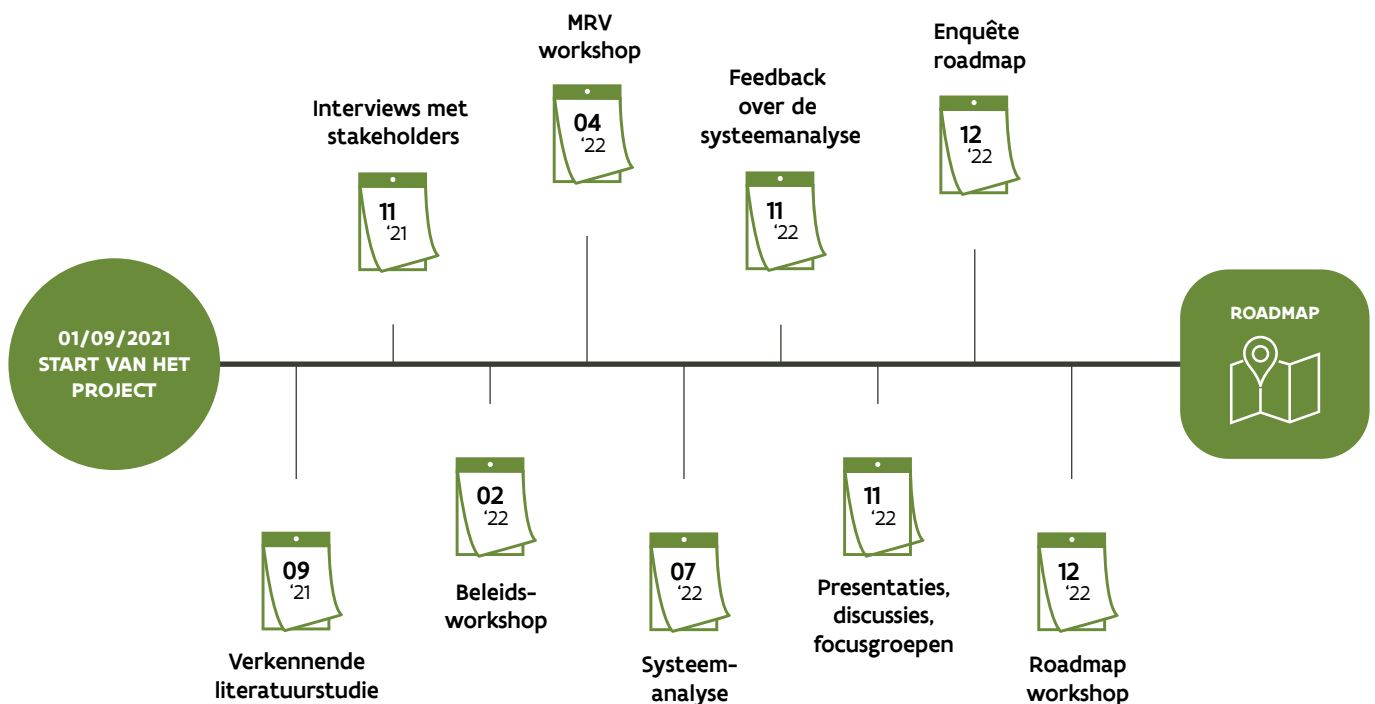 01/09/2021
START VAN HET
PROJECT
09
‘21
Verkennende
literatuurstudie
Interviews met
stakeholders
11
‘21
02
‘22
Beleids-
workshop
MRV
workshop
04
‘22
07
‘22
Systeem-
analyse
Feedback
over de
systeemanalyse
11
‘22
11
‘22
Presentaties,
discussies,
focusgroepen
Enquête
roadmap
12
‘22
12
‘22
Roadmap
workshop
ROADMAP